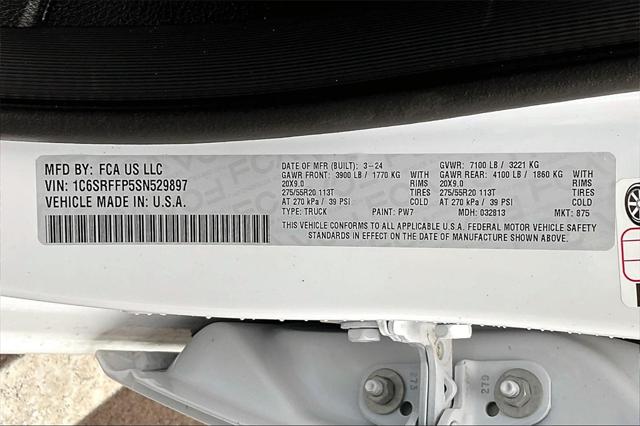 MFD BY: FCA US LLC
VIN: 1C6SRFFP5SN529897
VEHICLE MADE IN U.S.A.
DATE OF MFR (BUILT): 3-24 GVWR: 7100 LB / 3221 KG
GAWR FRONT: 3900 LB / 1770 KG WITH GAWR REAR: 4100 LB / 1860 KG WITH
20X9.0 RIMS 20X9.0 RIMS
275/55R20 113T TIRES 275/55R20 113T TIRES
AT 270 kPa / 39 PSI COLD AT 270 kPa / 39 PSI COLD
TYPE: TRUCK PAINT: PW7 MDH: 032813 MKT: 875
THIS VEHICLE CONFORMS TO ALL APPLICABLE U.S.A. FEDERAL MOTOR VEHICLE SAFETY
STANDARDS IN EFFECT ON THE DATE OF MANUFACTURE SHOWN ABOVE.
273
279